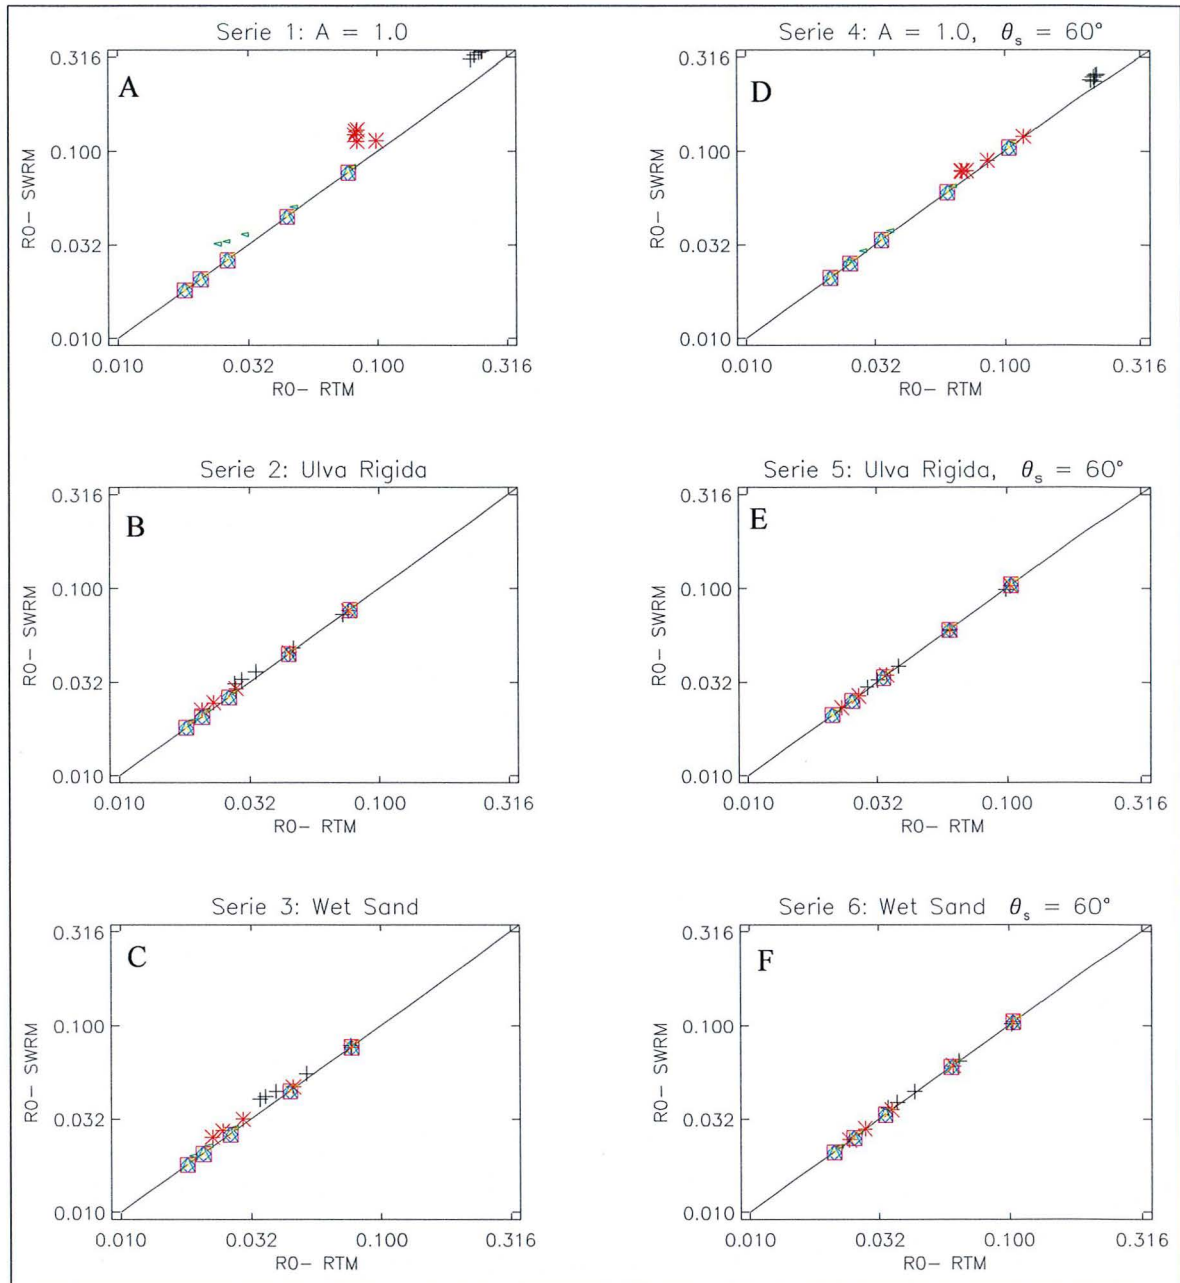 Serie 1: A = 1.0
A
0.316
0.100
0.032
0.010
R0- SWRM
0.010 0.032 0.100 0.316
R0- RTM
Serie 4: A = 1.0, θs = 60°
D
0.316
0.100
0.032
0.010
R0- SWRM
0.010 0.032 0.100 0.316
R0- RTM
Serie 2: Ulva Rigida
B
0.316
0.100
0.032
0.010
R0- SWRM
0.010 0.032 0.100 0.316
R0- RTM
Serie 5: Ulva Rigida, θs = 60°
E
0.316
0.100
0.032
0.010
R0- SWRM
0.010 0.032 0.100 0.316
R0- RTM
Serie 3: Wet Sand
C
0.316
0.100
0.032
0.010
R0- SWRM
0.010 0.032 0.100 0.316
R0- RTM
Serie 6: Wet Sand θs = 60°
F
0.316
0.100
0.032
0.010
R0- SWRM
0.010 0.032 0.100 0.316
R0- RTM